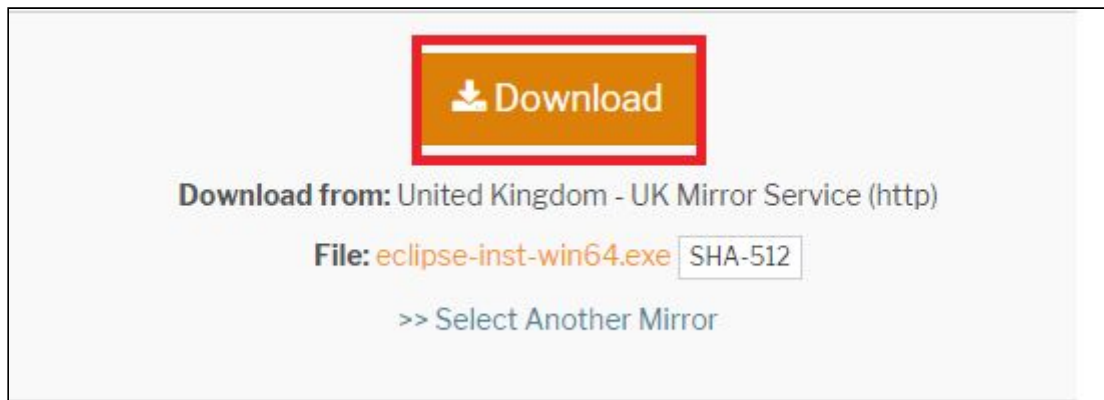 Download
Download from: United Kingdom - UK Mirror Service (http)
File: eclipse-inst-win64.exe SHA-512
>> Select Another Mirror